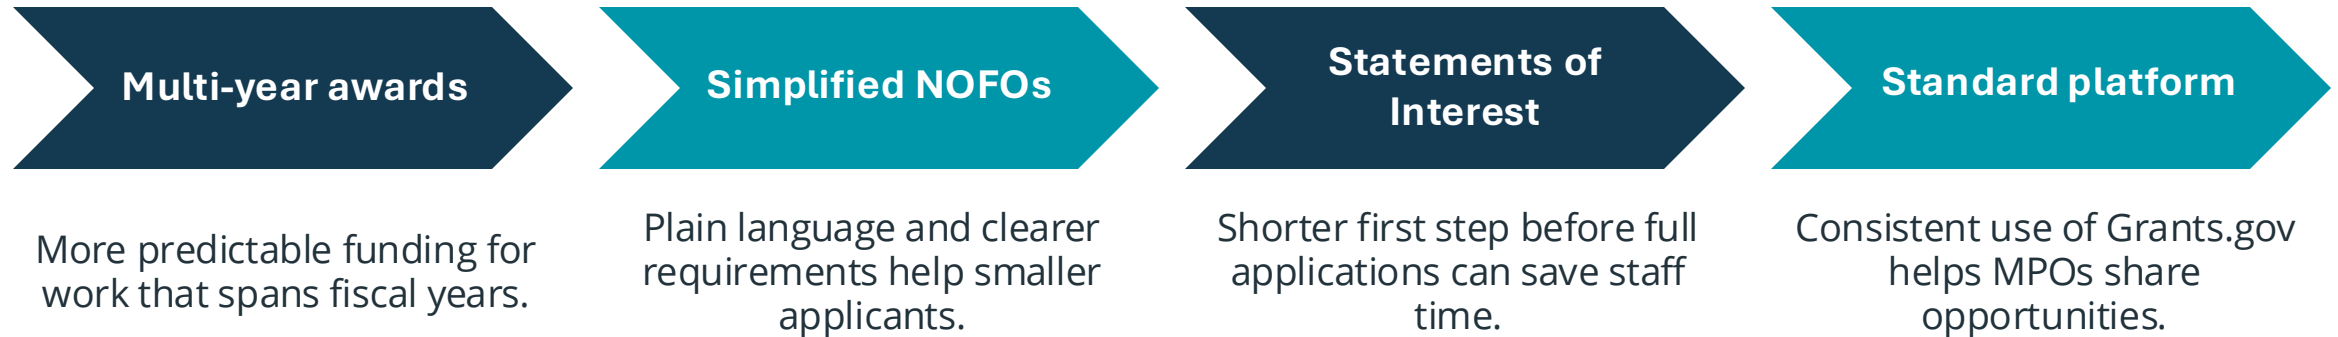 Multi-year awards
More predictable funding for
work that spans fiscal years.
Simplified NOFOs
Plain language and clearer
requirements help smaller
applicants.
Statements of
Interest
Shorter first step before full
applications can save staff
time.
Standard platform
Consistent use of Grants.gov
helps MPOs share
opportunities.